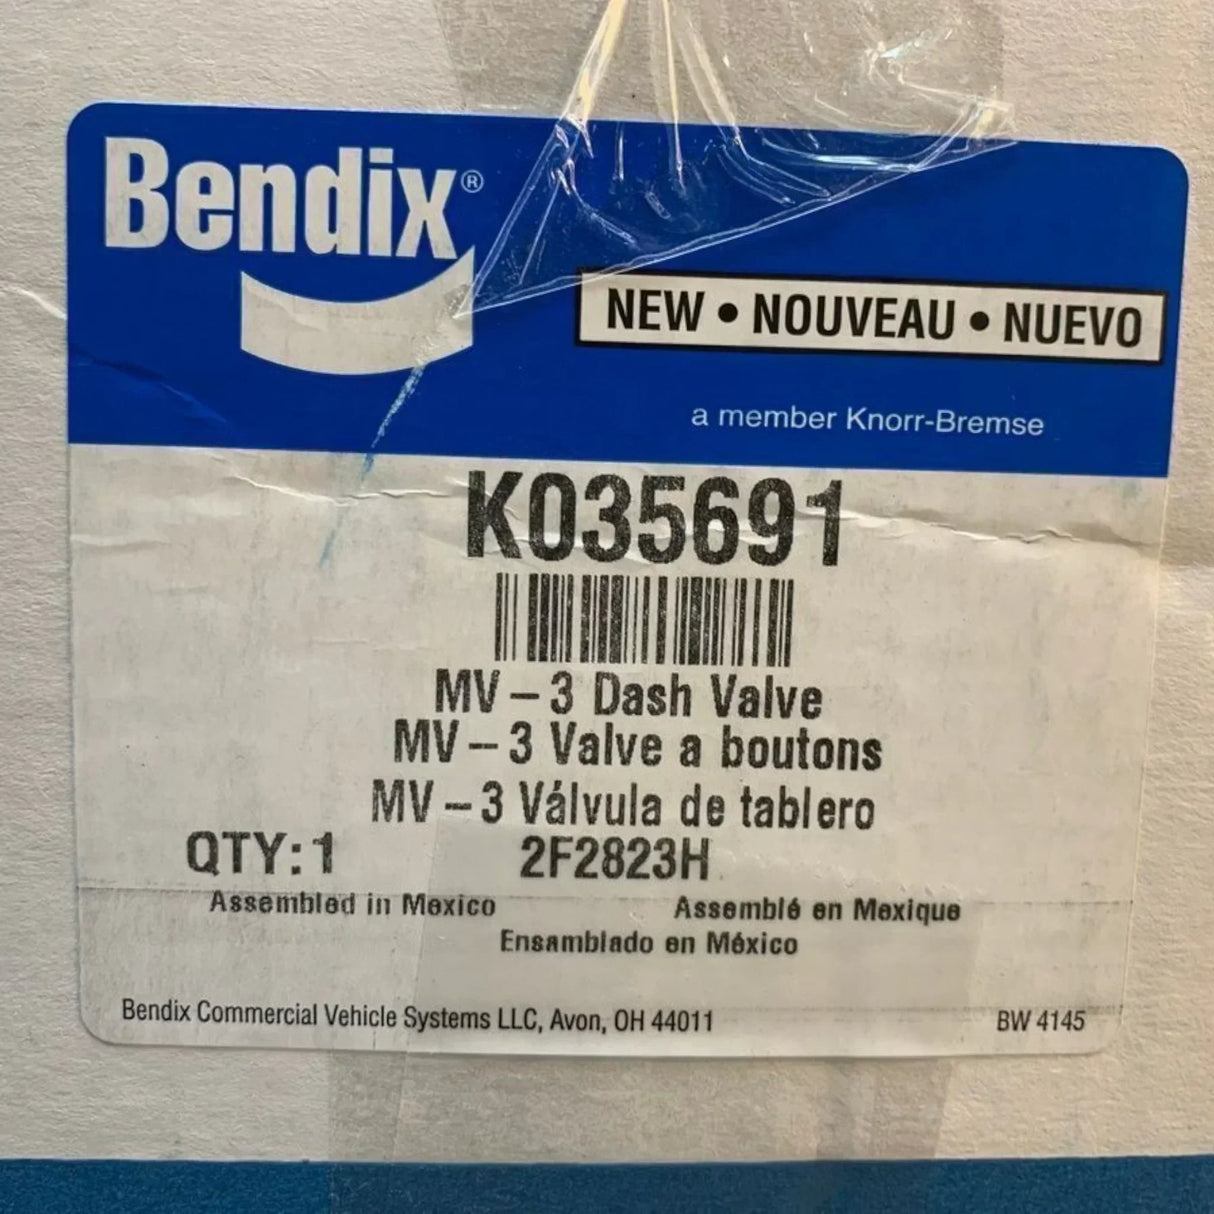 Bendix®
NEW • NOUVEAU • NUEVO
a member Knorr-Bremse
K035691
MV-3 Dash Valve
MV-3 Valve a boutons
MV-3 Válvula de tablero
QTY:1 2F2823H
Assembled in Mexico Assemblé en Mexique
Ensamblado en México
Bendix Commercial Vehicle Systems LLC, Avon, OH 44011 BW 4145